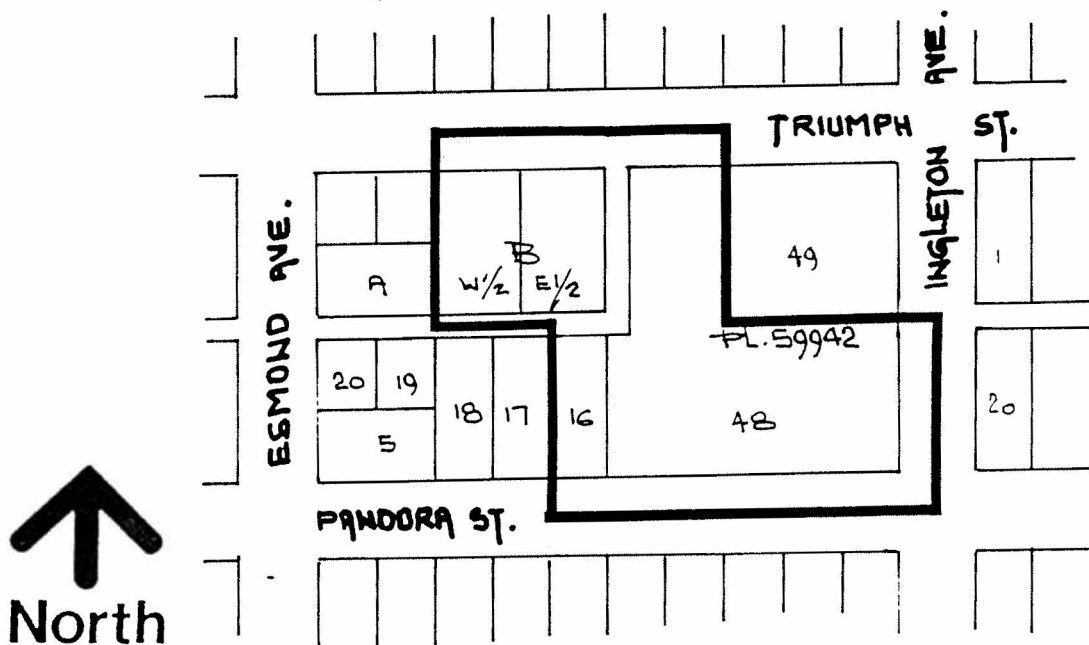 TRIUMPH ST.
INGLETON AVE.
ESMOND AVE.
49
1
B
A
W1/2 E1/2
PL. 59942
20 19
18 17 16
48
20
5
PANDORA ST.
North